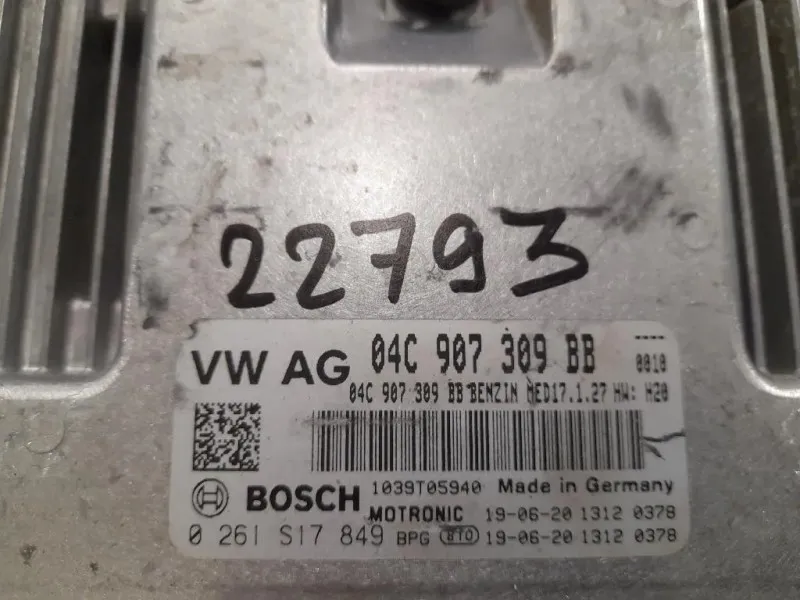 22793
VW AG 04C 907 309 BB 0010
04C 907 309 BB BENZIN MED17.1.27 HW: H20
1039T05940 Made in Germany
BOSCH
MOTRONIC 19-06-20 1312 0378
0 261 S17 849 BPG BTO 19-06-20 1312 0378